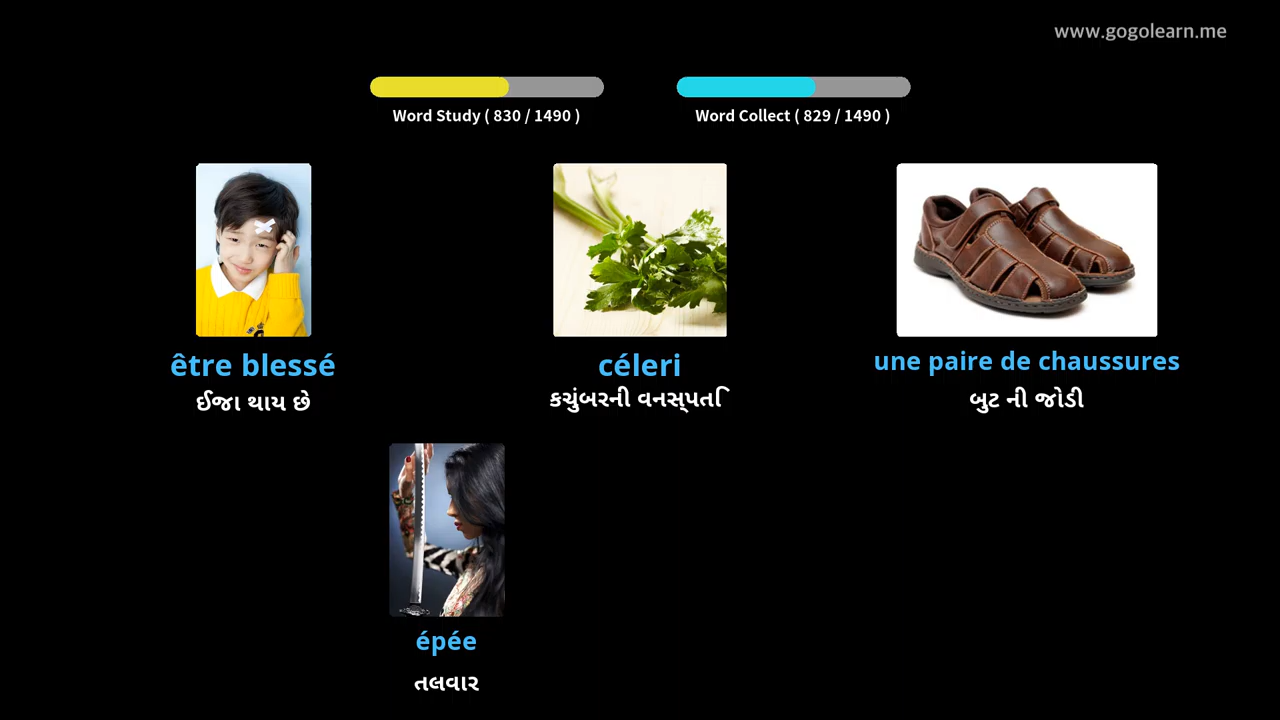 www.gogolearn.me
Word Study ( 830 / 1490 )
Word Collect ( 829 / 1490 )
être blessé
ઈજા થાય છે
céleri
કચુંબરની વનસ્પતિ
une paire de chaussures
બુટ ની જોડી
épée
તલવાર